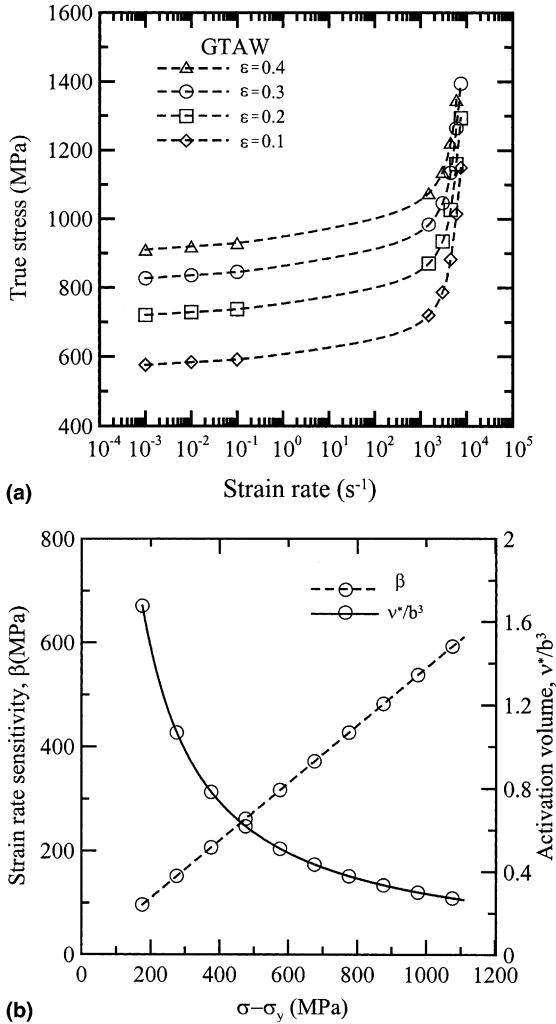 1600
1400
1200
1000
800
600
400
True stress (MPa)
GTAW
ε=0.4
ε=0.3
ε=0.2
ε=0.1
10⁻⁴ 10⁻³ 10⁻² 10⁻¹ 10⁰ 10¹ 10² 10³ 10⁴ 10⁵
(a)
Strain rate (s⁻¹)
800
600
400
200
0
Strain rate sensitivity, β(MPa)
β
ν*/b³
2
1.6
1.2
0.8
0.4
0
Activation volume, ν*/b³
0 200 400 600 800 1000 1200
(b)
σ−σy (MPa)